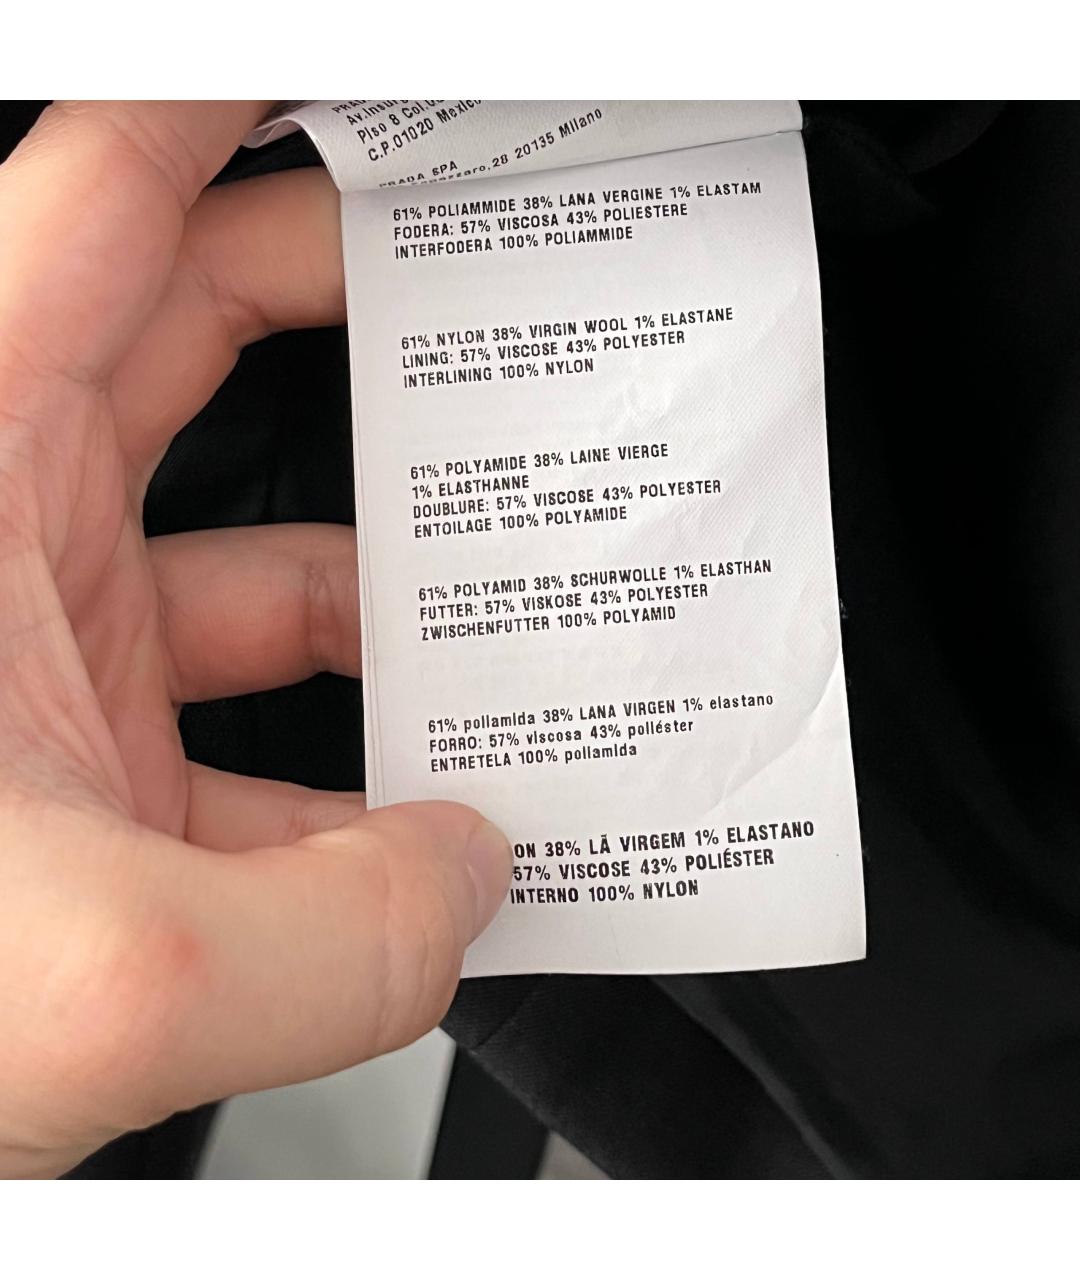 Piso 8 Col.
C.P.01020 Mexico
PRADA SPA
28 20135 Milano
61% POLIAMMIDE 38% LANA VERGINE 1% ELASTAM
FODERA: 57% VISCOSA 43% POLIESTERE
INTERFODERA 100% POLIAMMIDE
61% NYLON 38% VIRGIN WOOL 1% ELASTANE
LINING: 57% VISCOSE 43% POLYESTER
INTERLINING 100% NYLON
61% POLYAMIDE 38% LAINE VIERGE
1% ELASTHANNE
DOUBLURE: 57% VISCOSE 43% POLYESTER
ENTOILAGE 100% POLYAMIDE
61% POLYAMID 38% SCHURWOLLE 1% ELASTHAN
FUTTER: 57% VISKOSE 43% POLYESTER
ZWISCHENFUTTER 100% POLYAMID
61% poliamida 38% LANA VIRGEN 1% elastano
FORRO: 57% viscosa 43% poliéster
ENTRETELA 100% poliamida
ON 38% LÃ VIRGEM 1% ELASTANO
57% VISCOSE 43% POLIÉSTER
INTERNO 100% NYLON